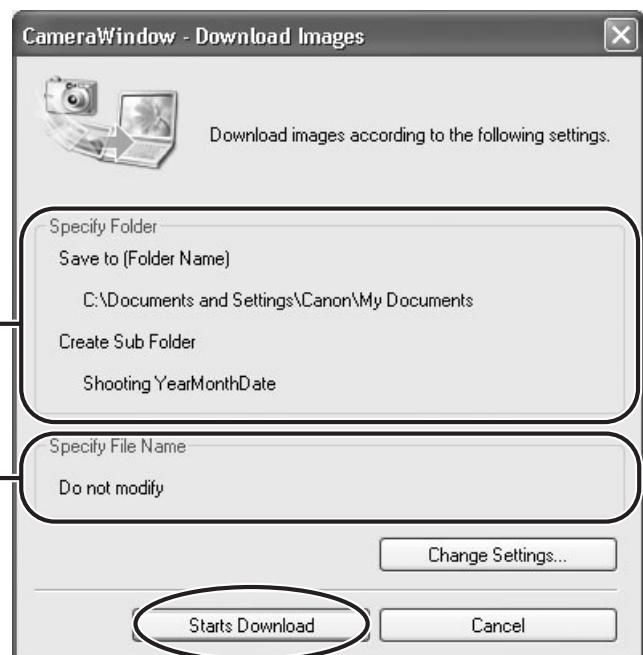 CameraWindow - Download Images
Download images according to the following settings.
Specify Folder
Save to (Folder Name)
C:\Documents and Settings\Canon\My Documents
Create Sub Folder
Shooting YearMonthDate
Specify File Name
Do not modify
Change Settings...
Starts Download
Cancel